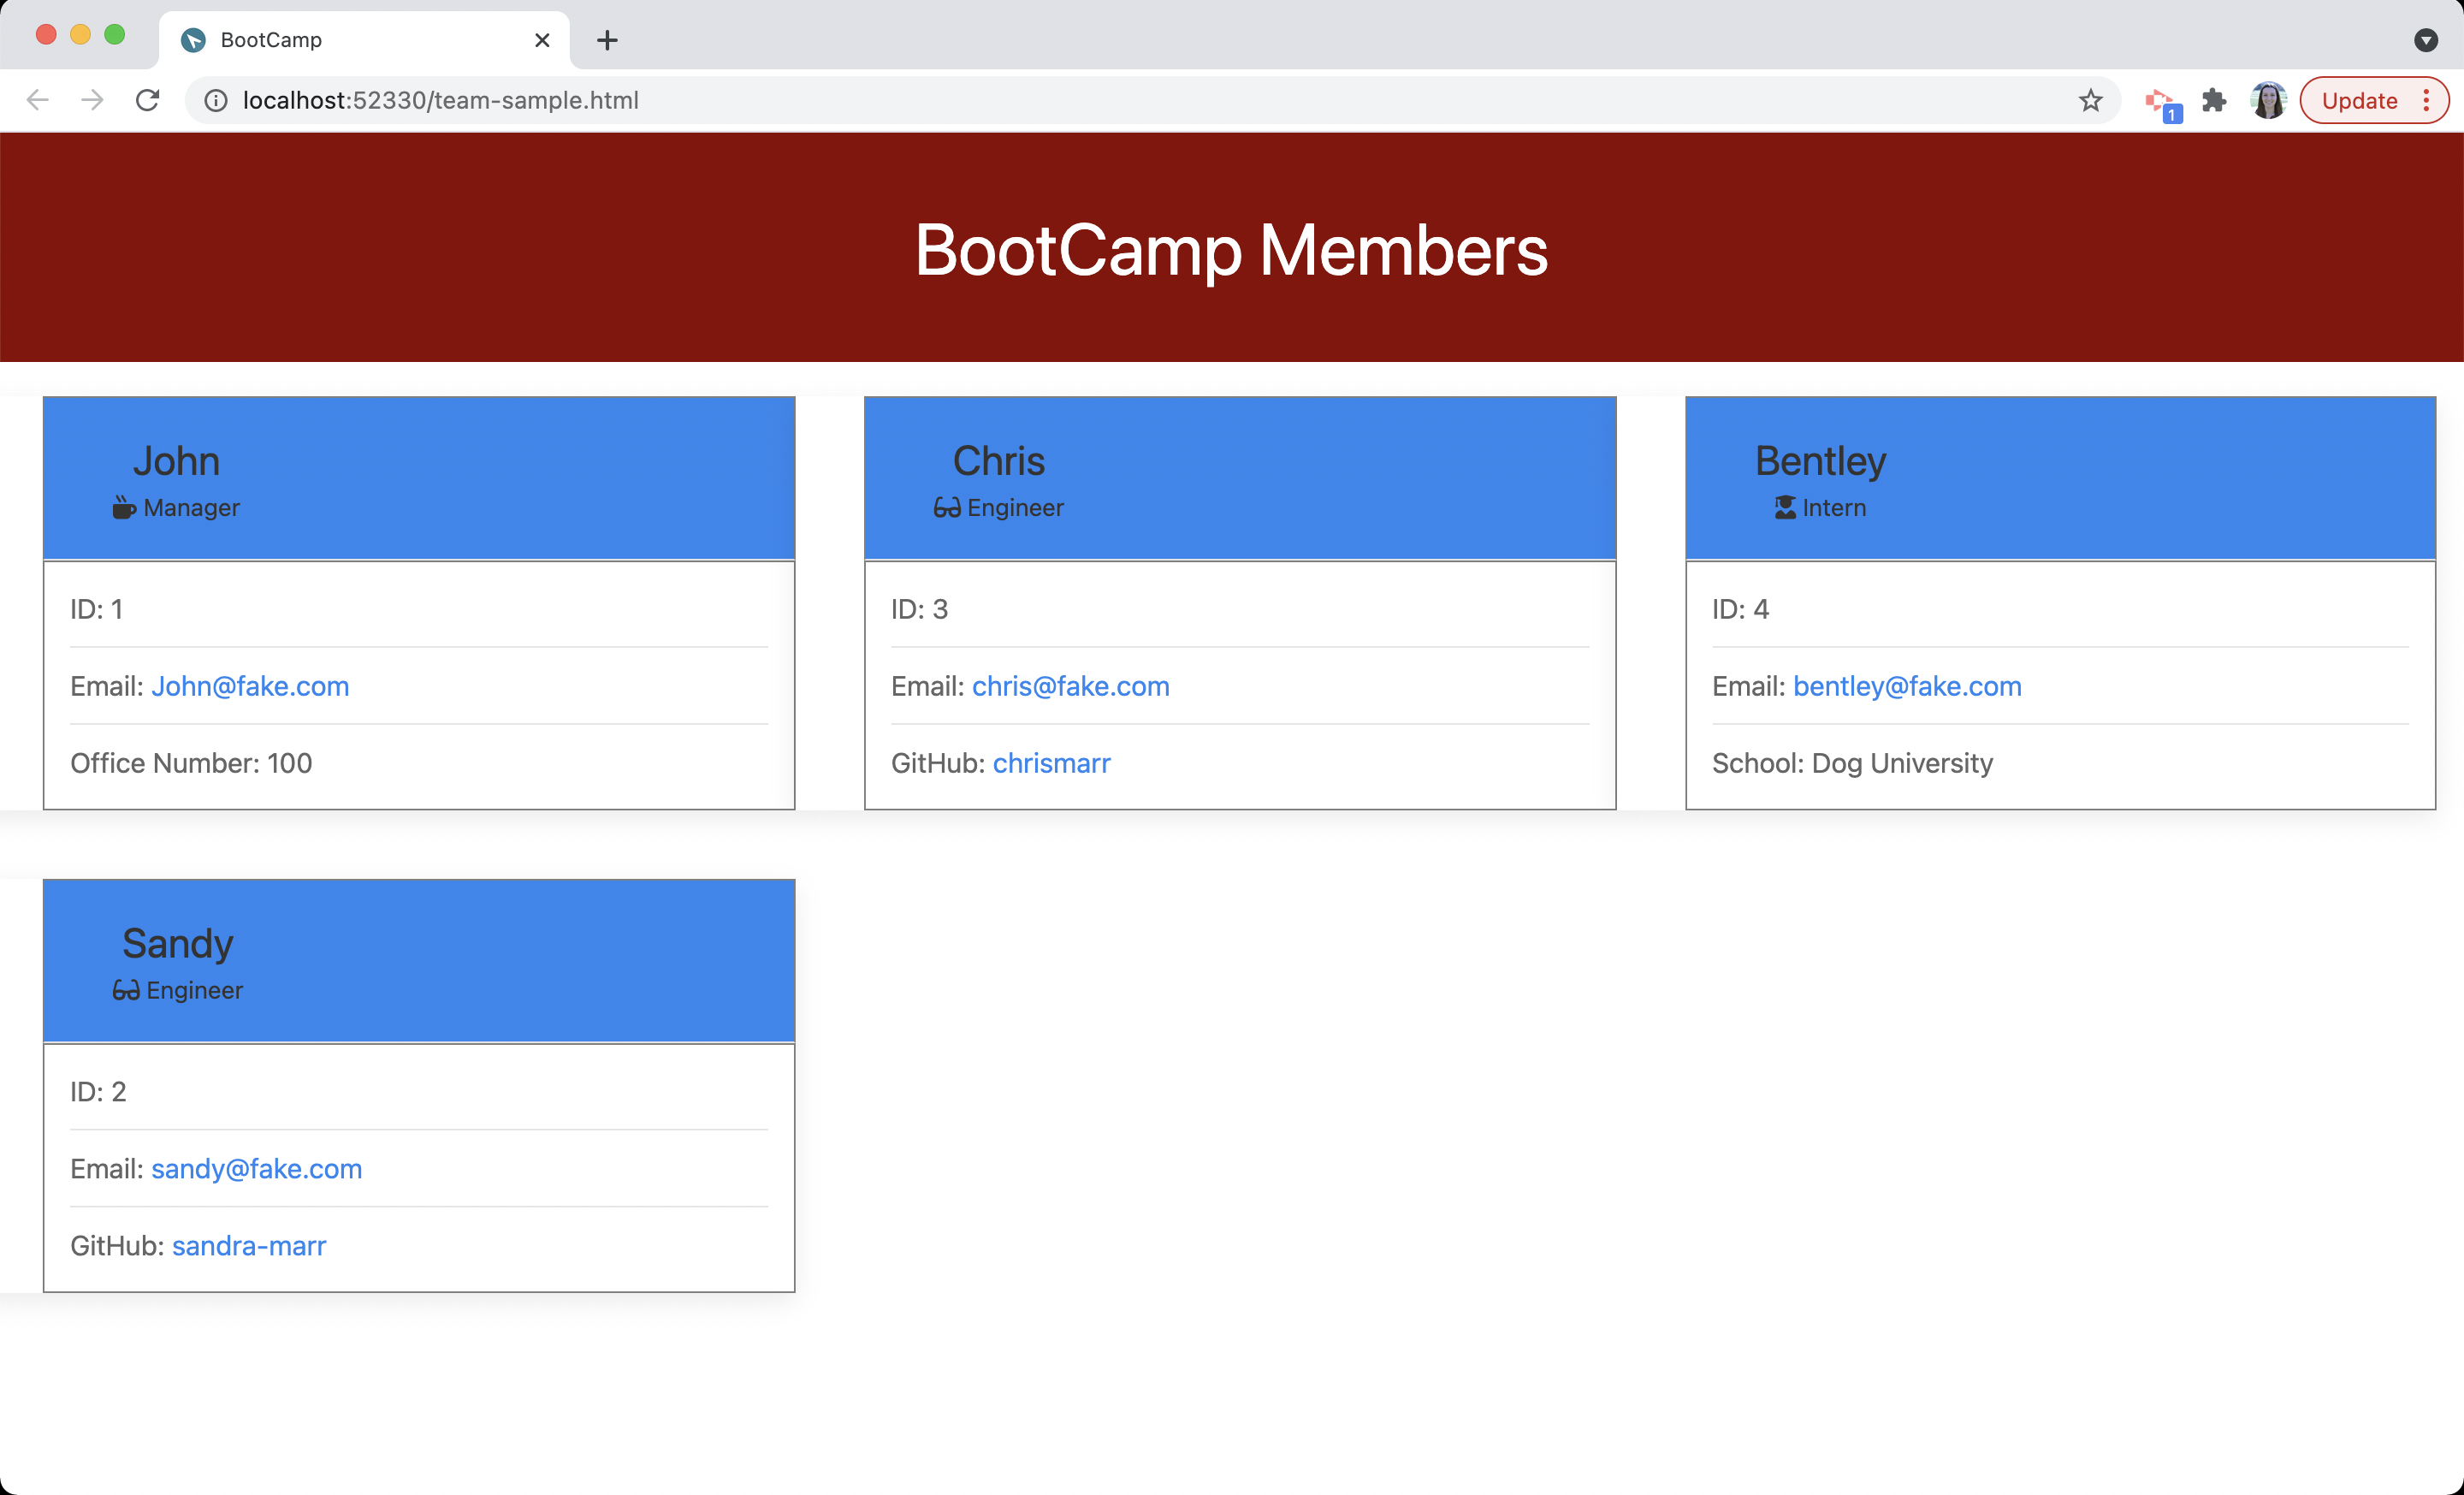 BootCamp
localhost:52330/team-sample.html
1
Update
BootCamp Members
John
Manager
ID: 1
Email: John@fake.com
Office Number: 100
Chris
Engineer
ID: 3
Email: chris@fake.com
GitHub: chrismarr
Bentley
Intern
ID: 4
Email: bentley@fake.com
School: Dog University
Sandy
Engineer
ID: 2
Email: sandy@fake.com
GitHub: sandra-marr